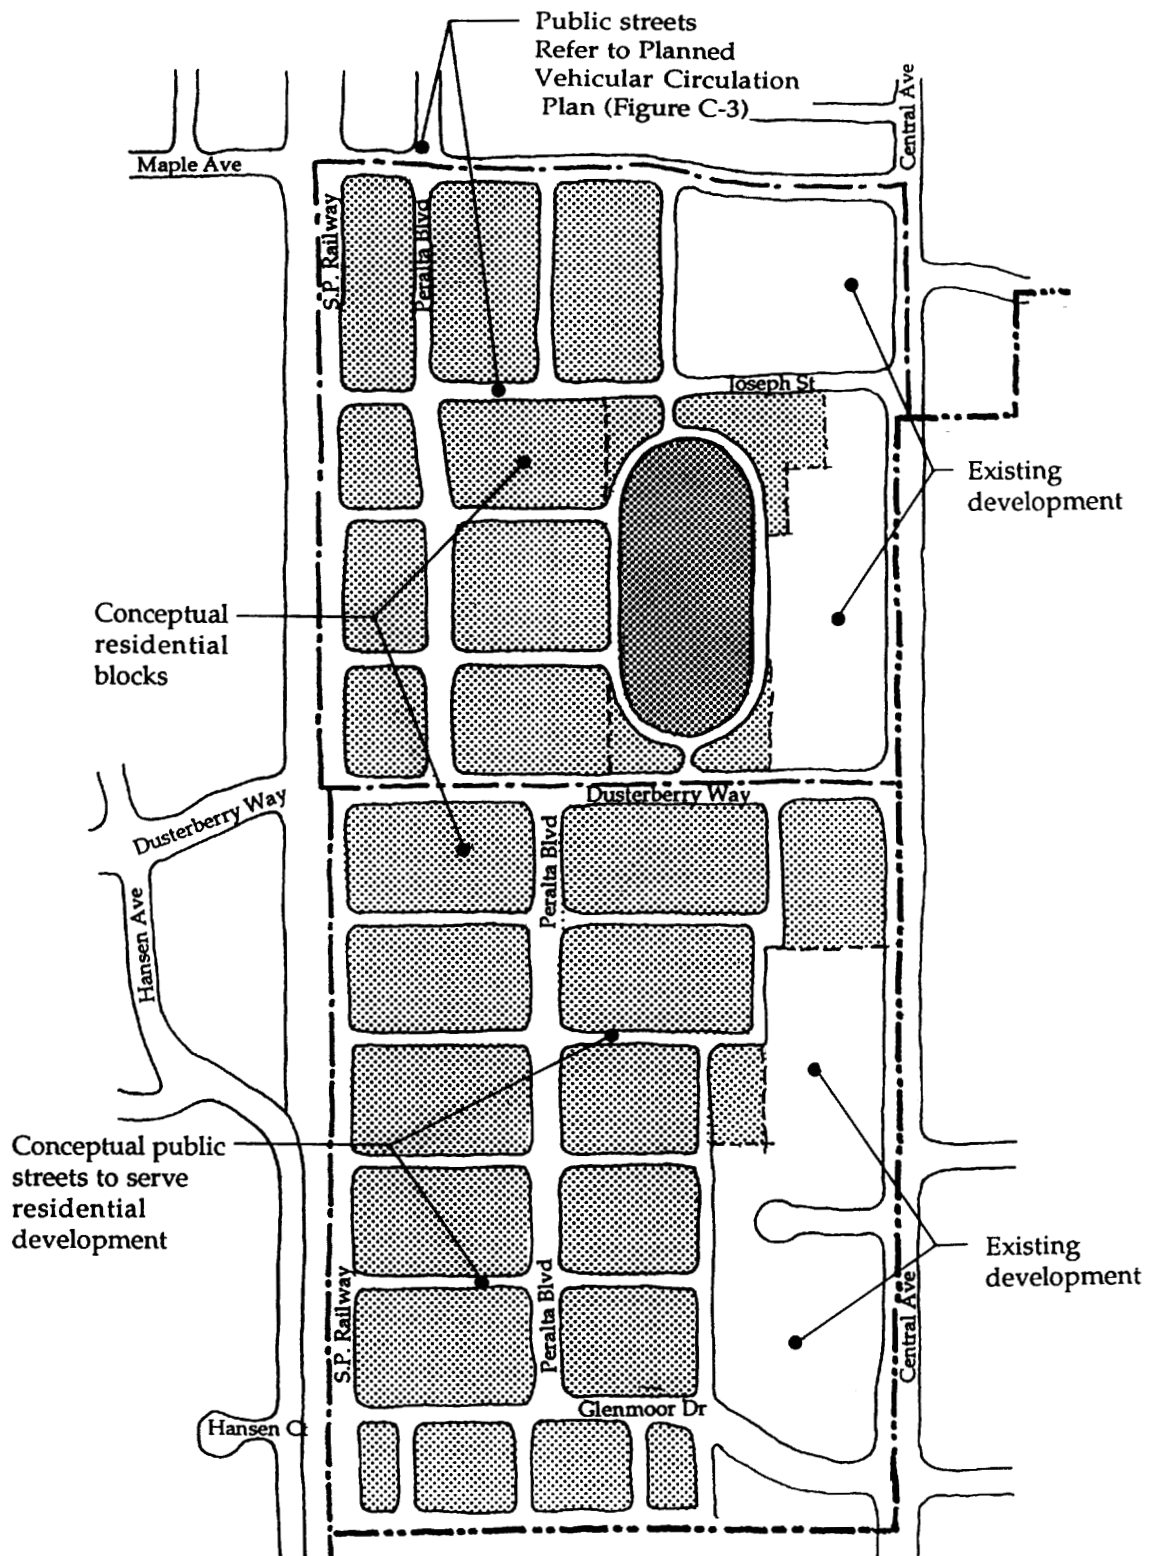 Public streets
Refer to Planned
Vehicular Circulation
Plan (Figure C-3)
Central Ave
Maple Ave
S.P. Railway
Peralta Blvd
Joseph St
Existing
development
Conceptual
residential
blocks
Dusterberry Way
Dusterberry Way
Peralta Blvd
Hansen Ave
Conceptual public
streets to serve
residential
development
Existing
development
S.P. Railway
Peralta Blvd
Central Ave
Glenmoor Dr
Hansen Ct